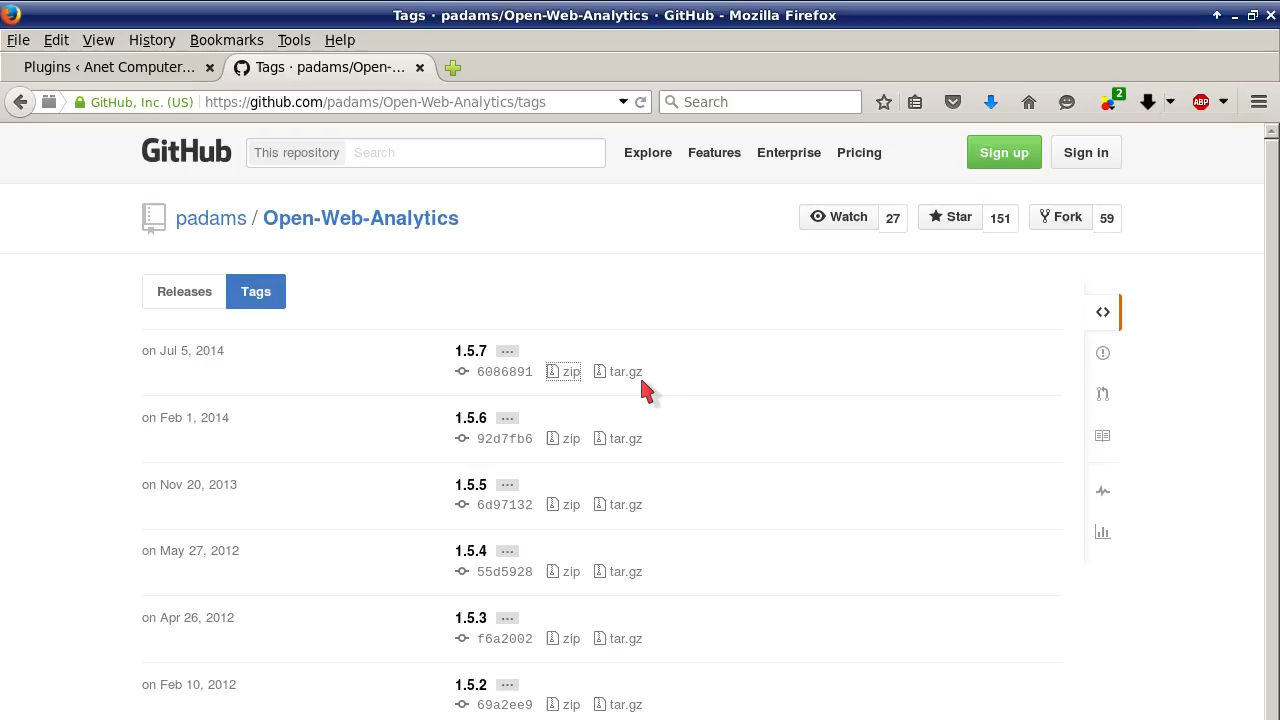 Tags · padams/Open-Web-Analytics · GitHub - Mozilla Firefox
File Edit View History Bookmarks Tools Help
Plugins ‹ Anet Computer... Tags · padams/Open-...
GitHub, Inc. (US) https://github.com/padams/Open-Web-Analytics/tags Search 2 ABP
GitHub This repository Search Explore Features Enterprise Pricing Sign up Sign in
padams / Open-Web-Analytics Watch 27 Star 151 Fork 59
Releases Tags
on Jul 5, 2014 1.5.7 ...
6086891 zip tar.gz
on Feb 1, 2014 1.5.6 ...
92d7fb6 zip tar.gz
on Nov 20, 2013 1.5.5 ...
6d97132 zip tar.gz
on May 27, 2012 1.5.4 ...
55d5928 zip tar.gz
on Apr 26, 2012 1.5.3 ...
f6a2002 zip tar.gz
on Feb 10, 2012 1.5.2 ...
69a2ee9 zip tar.gz